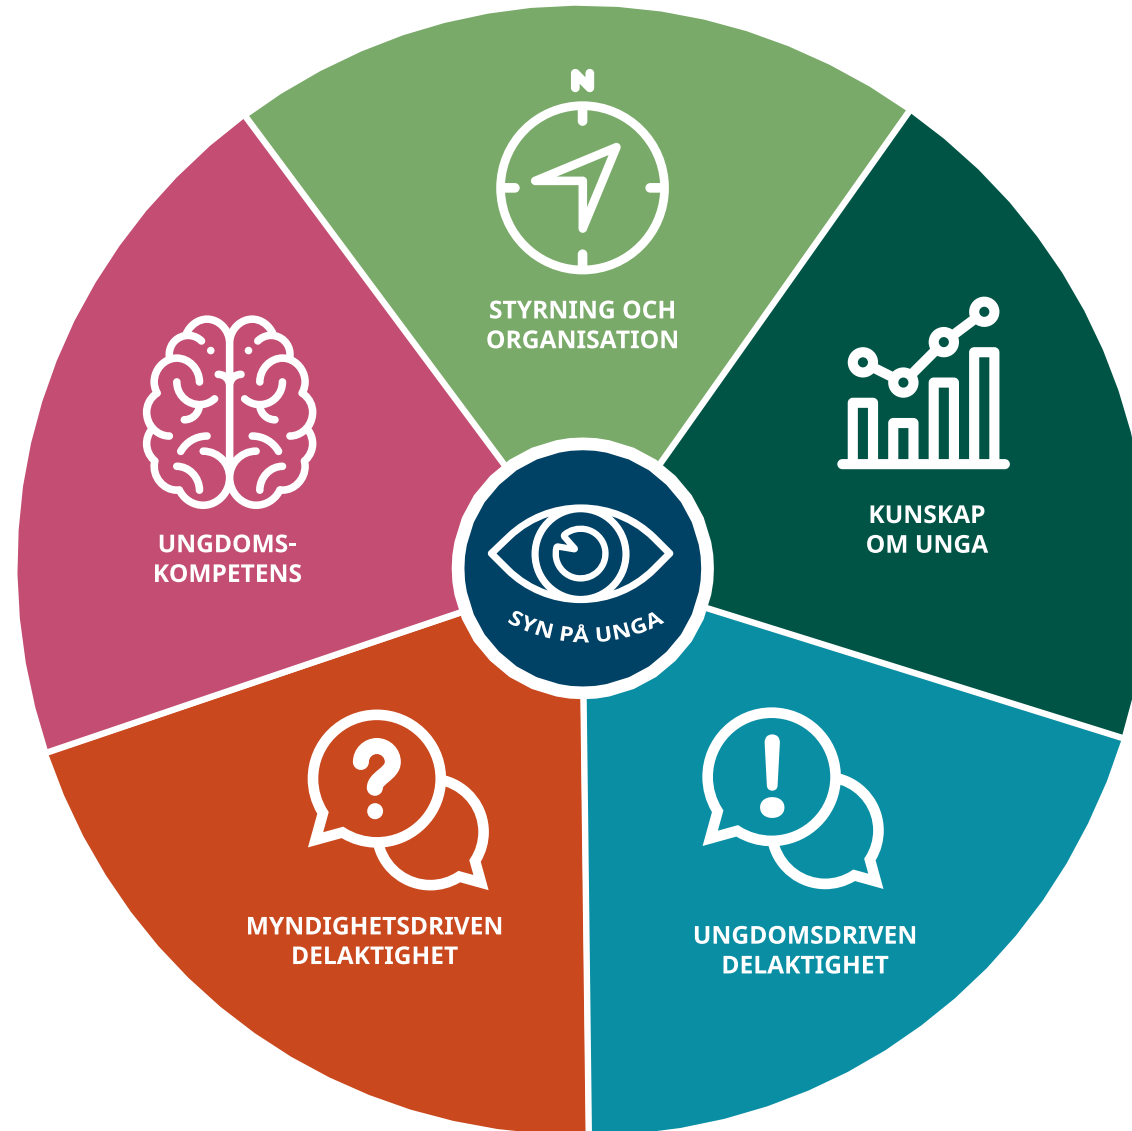 N
STYRNING OCH
ORGANISATION
KUNSKAP
OM UNGA
UNGDOMS-
KOMPETENS
SYN PÅ UNGA
MYNDIGHETSDRIVEN
DELAKTIGHET
UNGDOMSDRIVEN
DELAKTIGHET